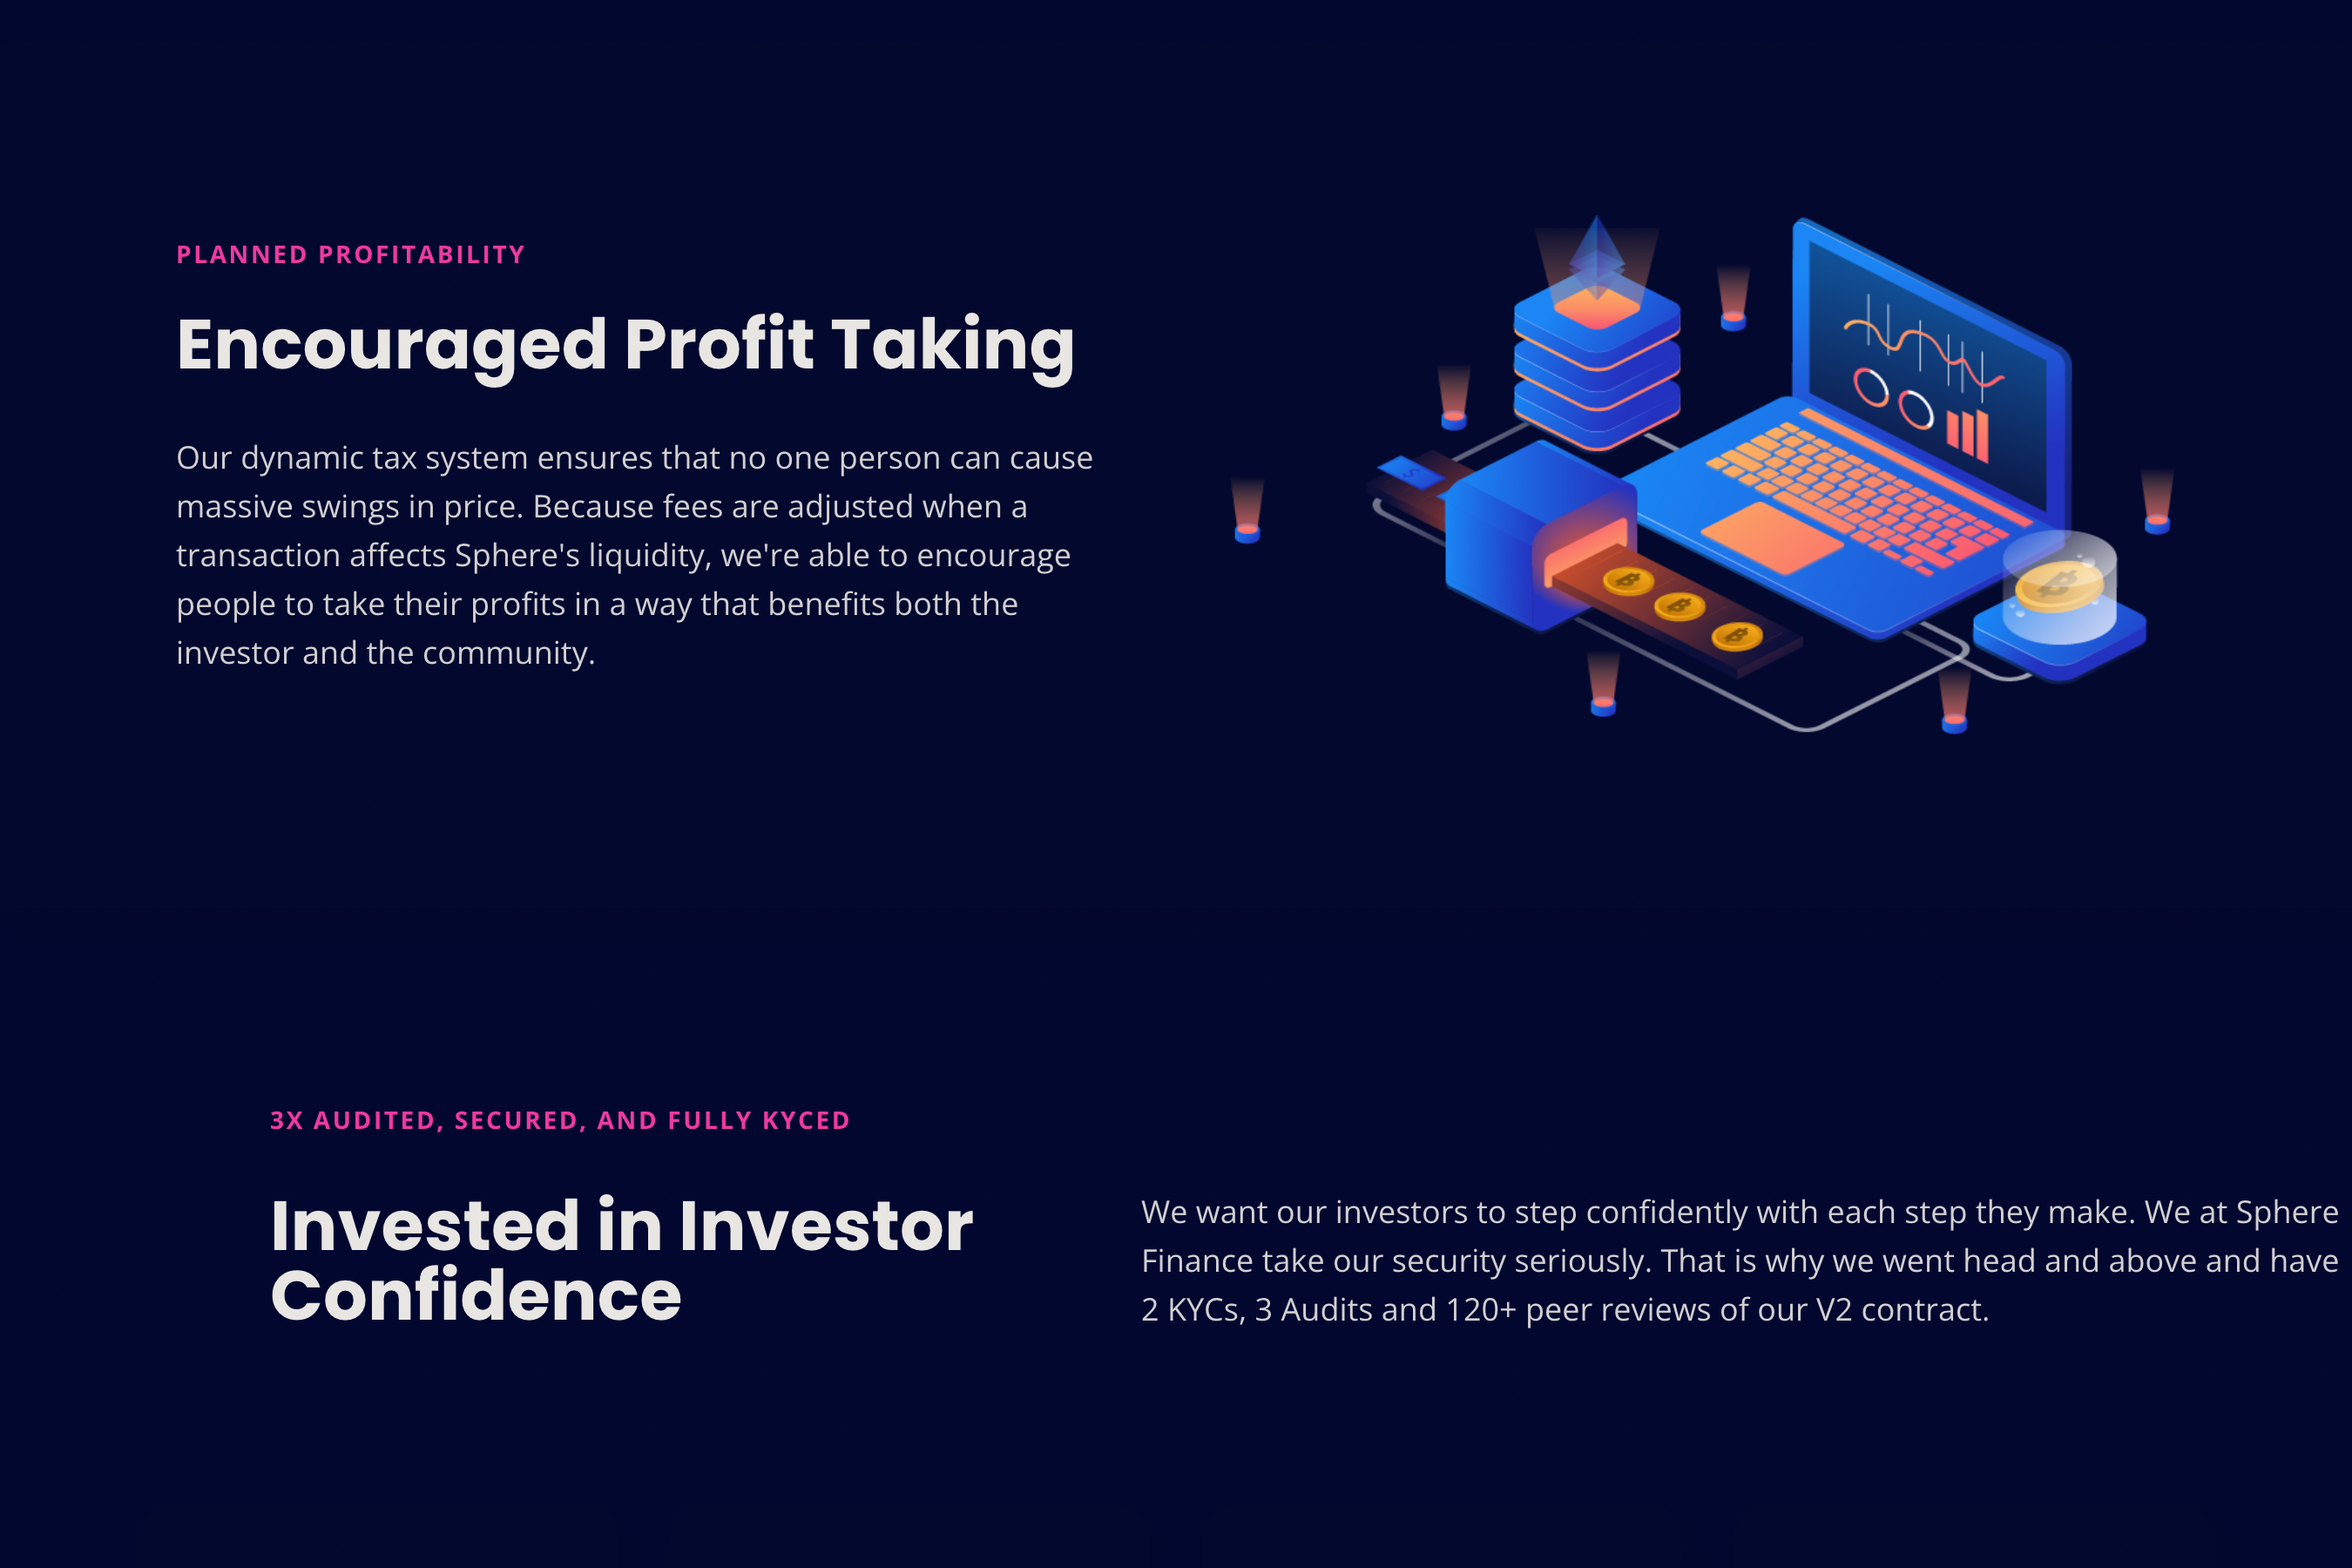 PLANNED PROFITABILITY
Encouraged Profit Taking
Our dynamic tax system ensures that no one person can cause
massive swings in price. Because fees are adjusted when a
transaction affects Sphere's liquidity, we're able to encourage
people to take their profits in a way that benefits both the
investor and the community.
3X AUDITED, SECURED, AND FULLY KYCED
Invested in Investor
Confidence
We want our investors to step confidently with each step they make. We at Sphere
Finance take our security seriously. That is why we went head and above and have
2 KYCs, 3 Audits and 120+ peer reviews of our V2 contract.